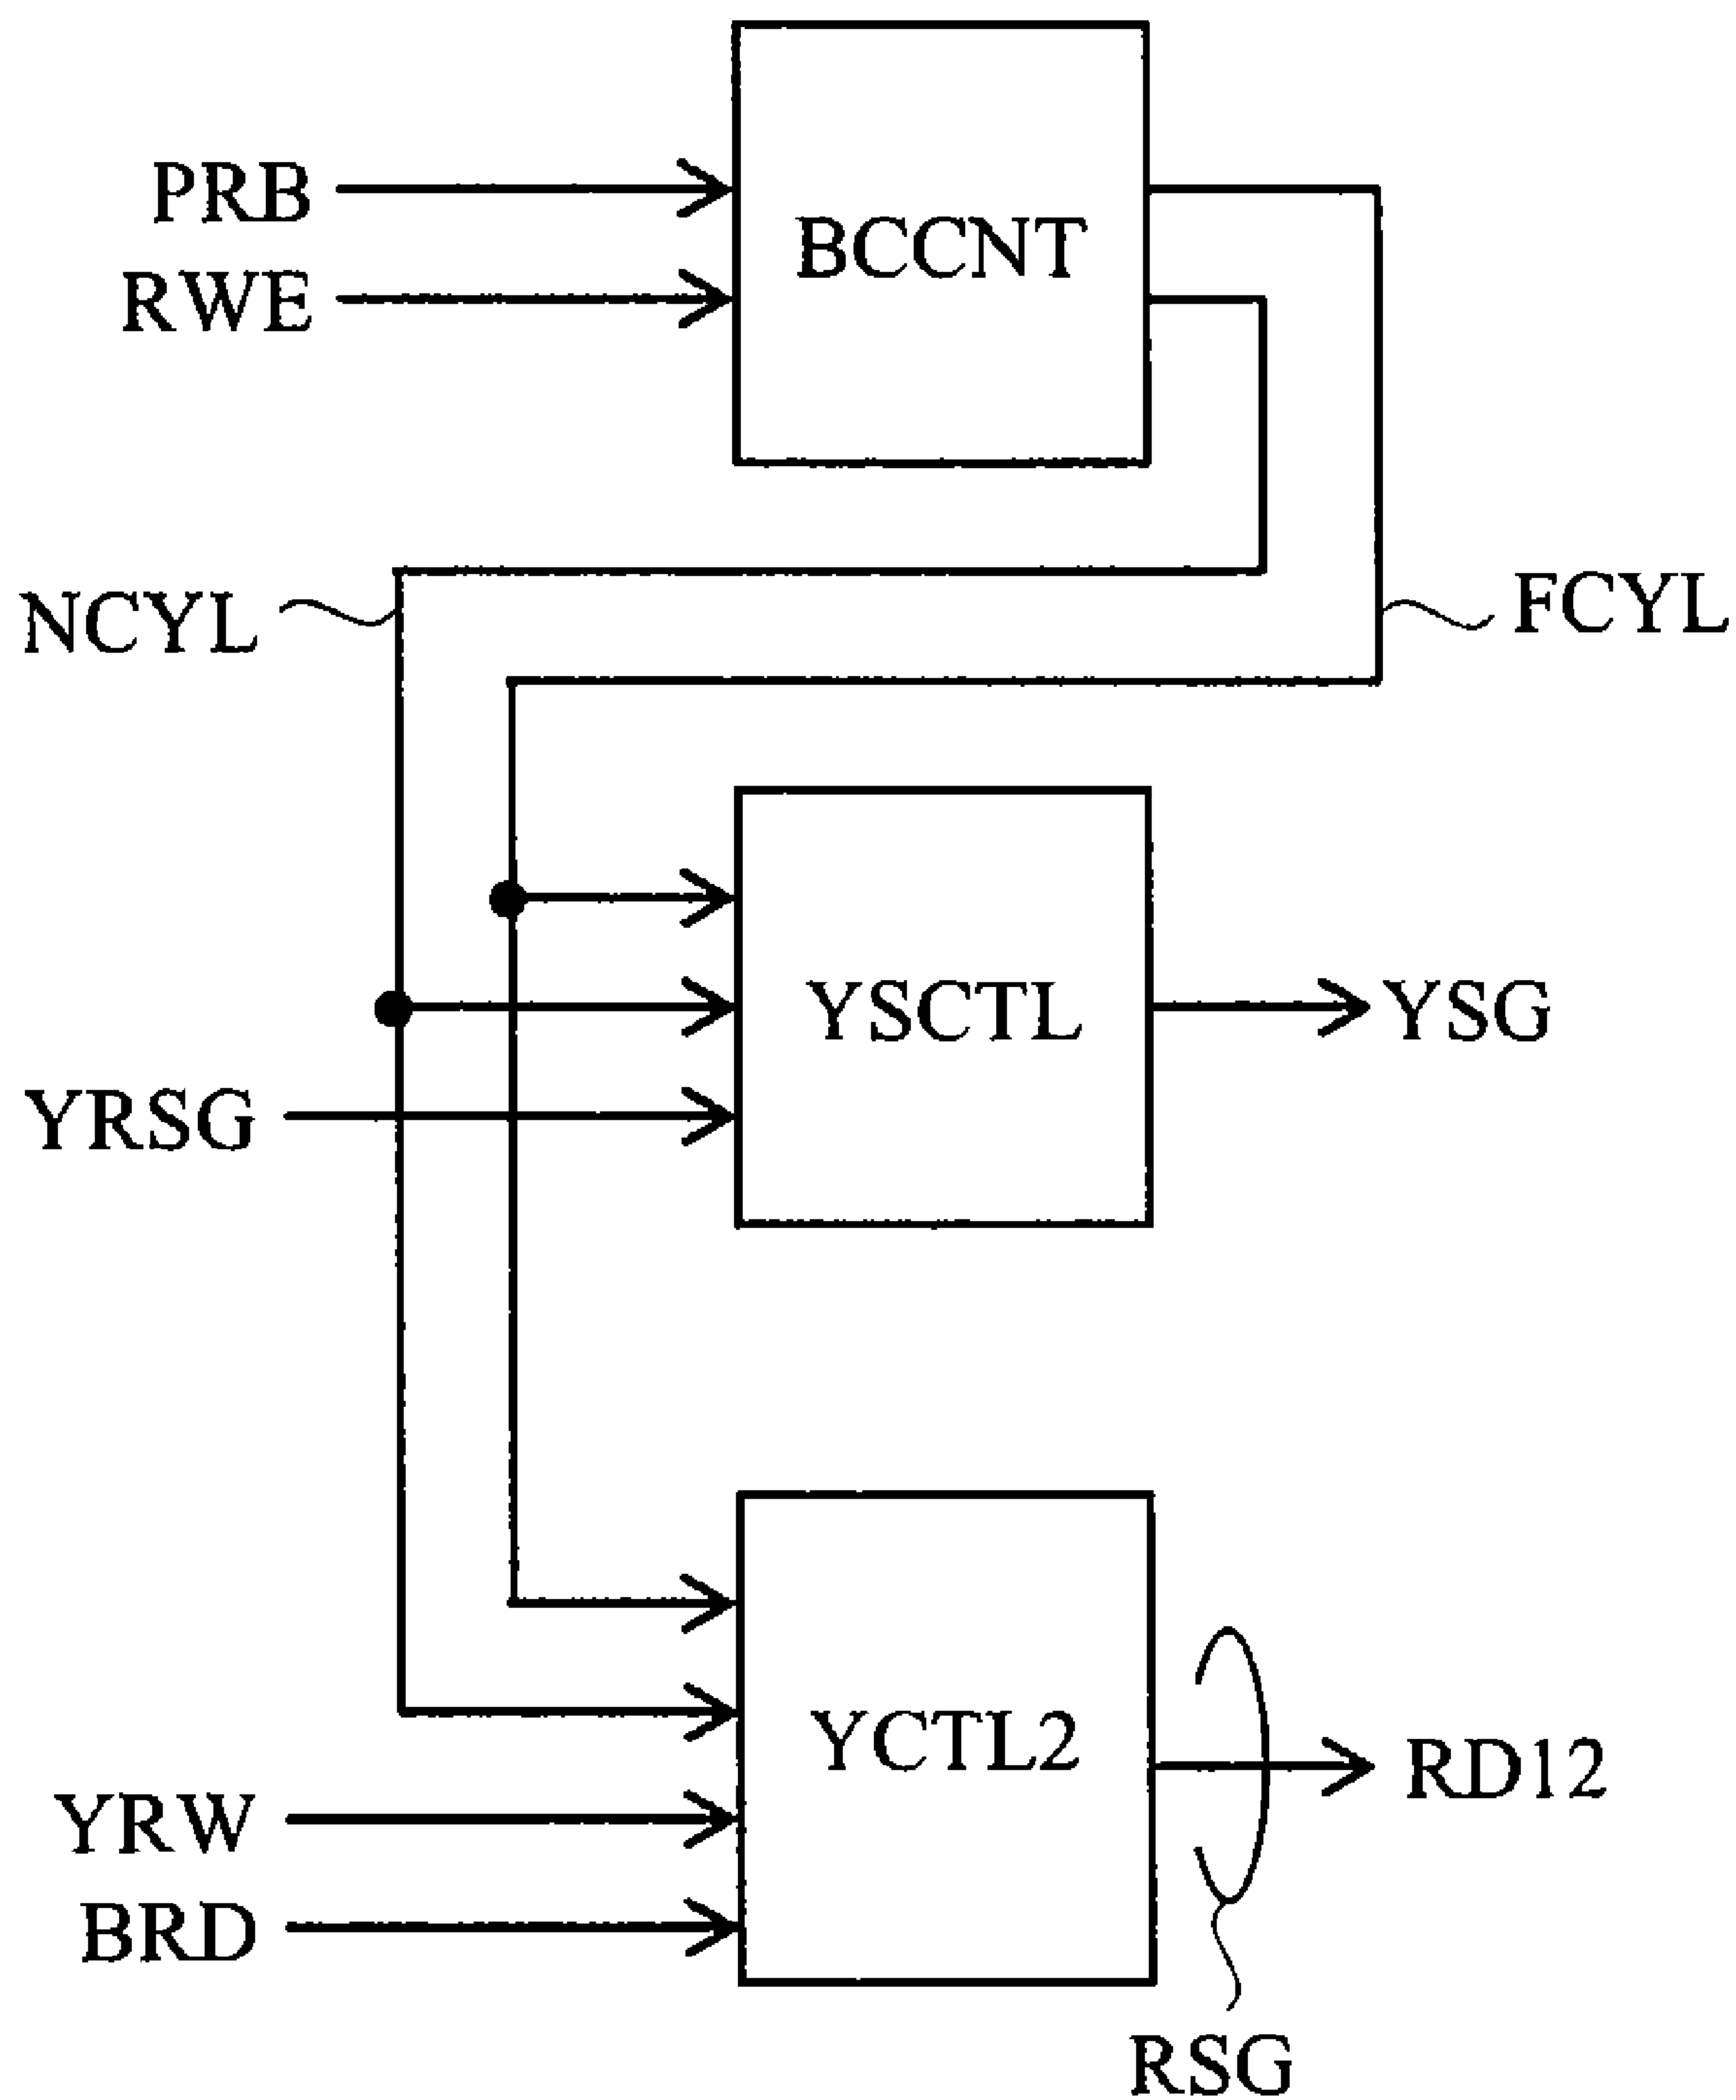 PRB
BCCNT
RWE
NCYL
FCYL
YSCTL
YSG
YRSG
YCTL2
RD12
YRW
BRD
RSG